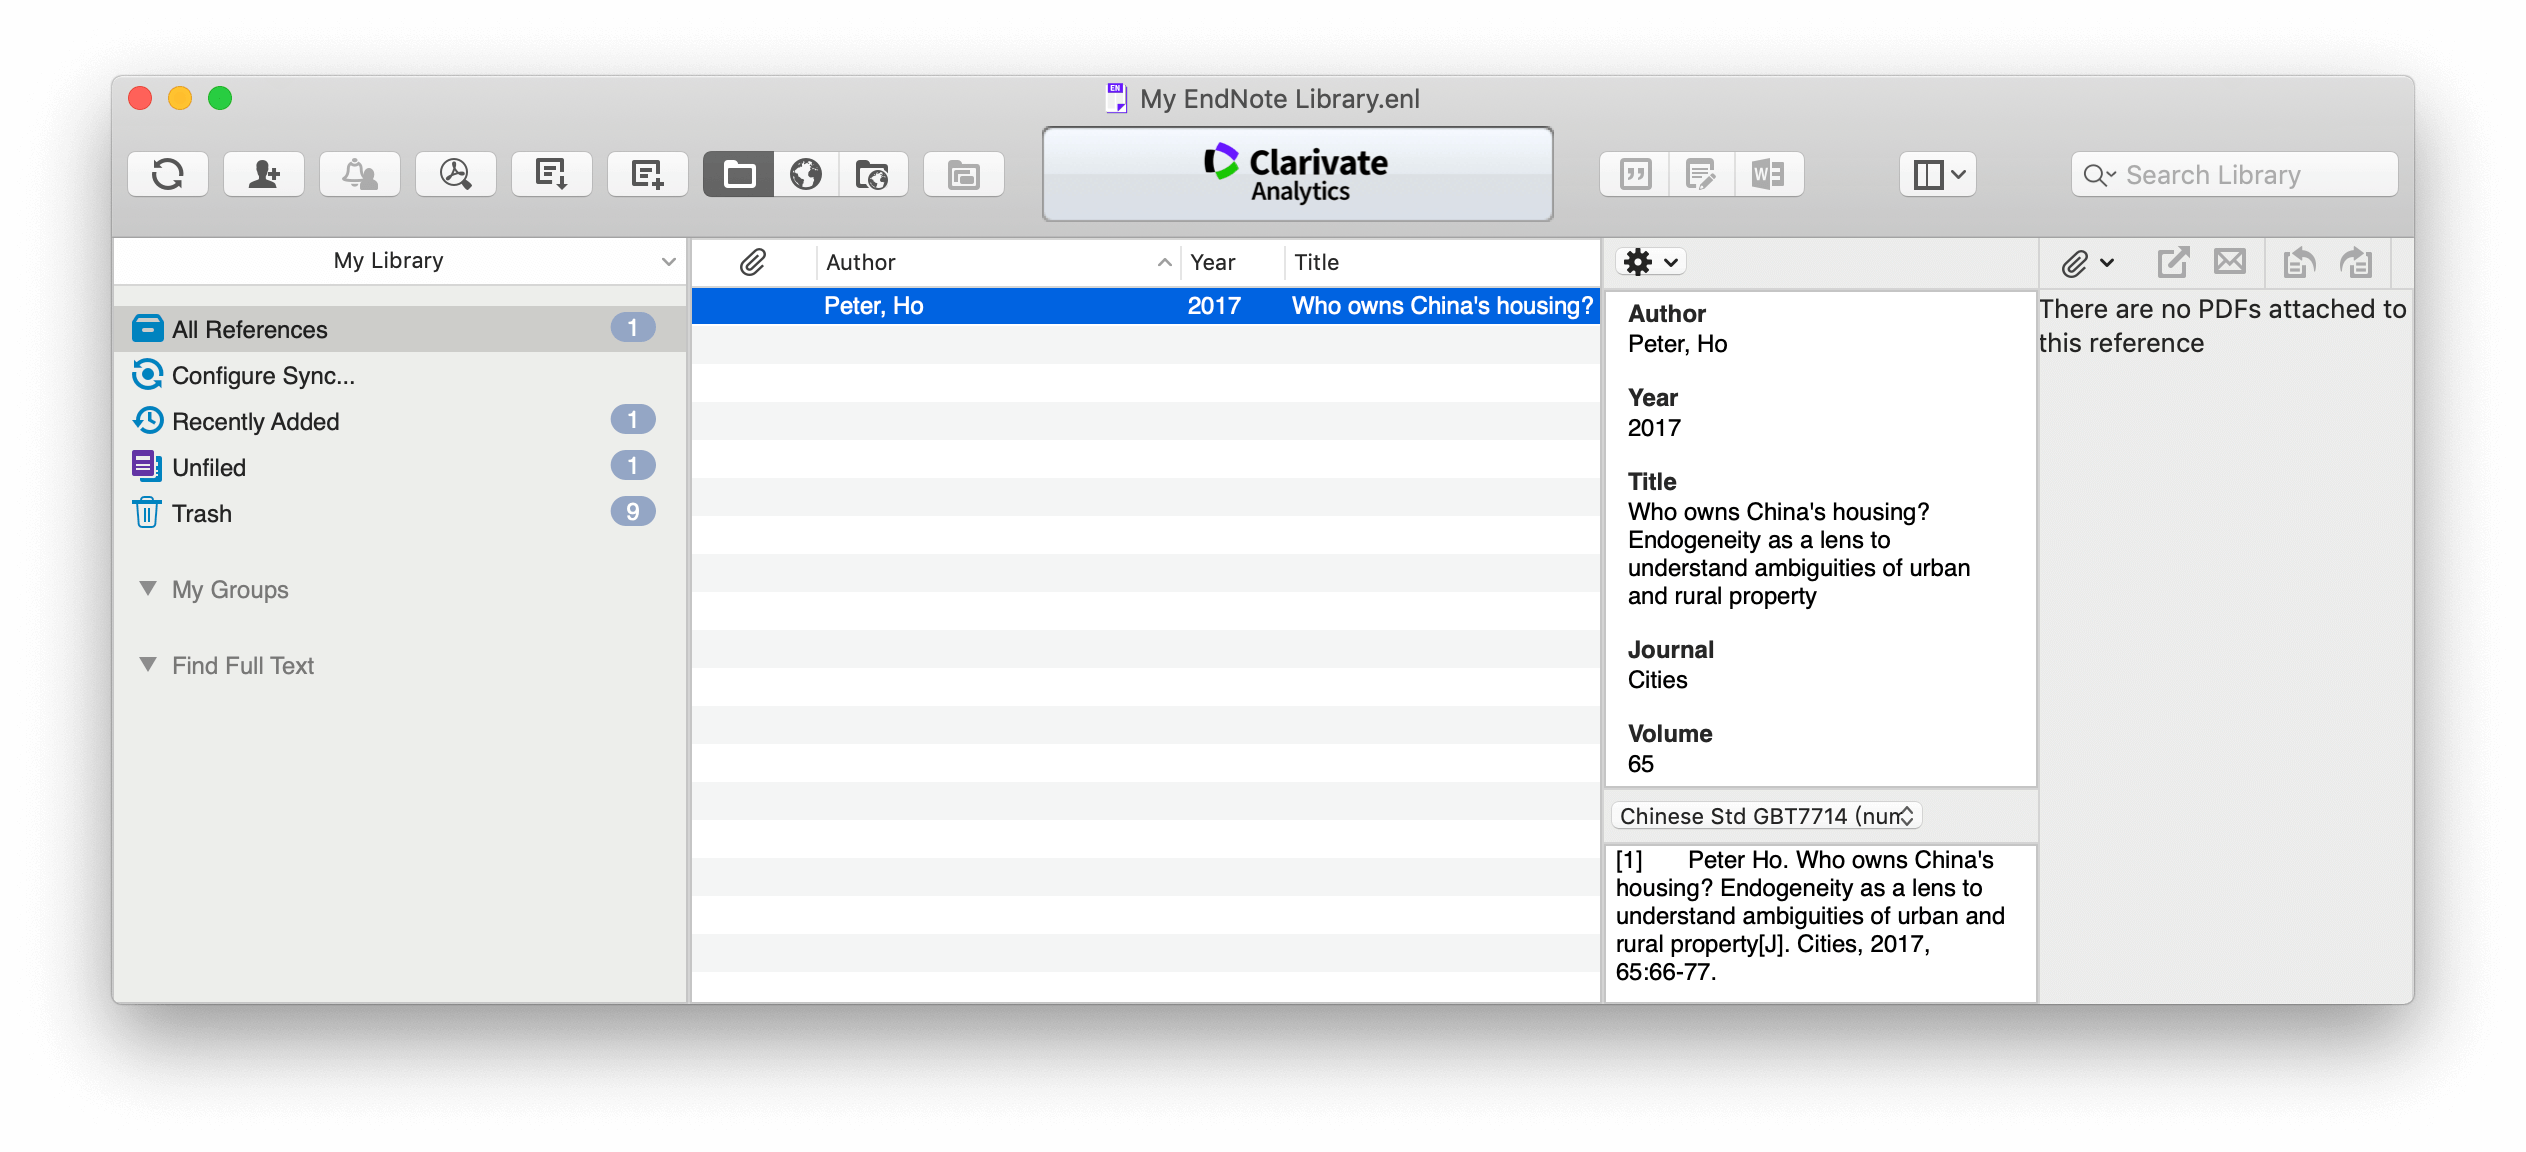 My EndNote Library.enl
Clarivate
Analytics
Search Library
My Library
All References 1
Configure Sync...
Recently Added 1
Unfiled 1
Trash 9
My Groups
Find Full Text
Author Year Title
Peter, Ho 2017 Who owns China's housing?
Author
Peter, Ho
Year
2017
Title
Who owns China's housing?
Endogeneity as a lens to
understand ambiguities of urban
and rural property
Journal
Cities
Volume
65
Chinese Std GBT7714 (num
[1] Peter Ho. Who owns China's
housing? Endogeneity as a lens to
understand ambiguities of urban and
rural property[J]. Cities, 2017,
65:66-77.
There are no PDFs attached to
this reference